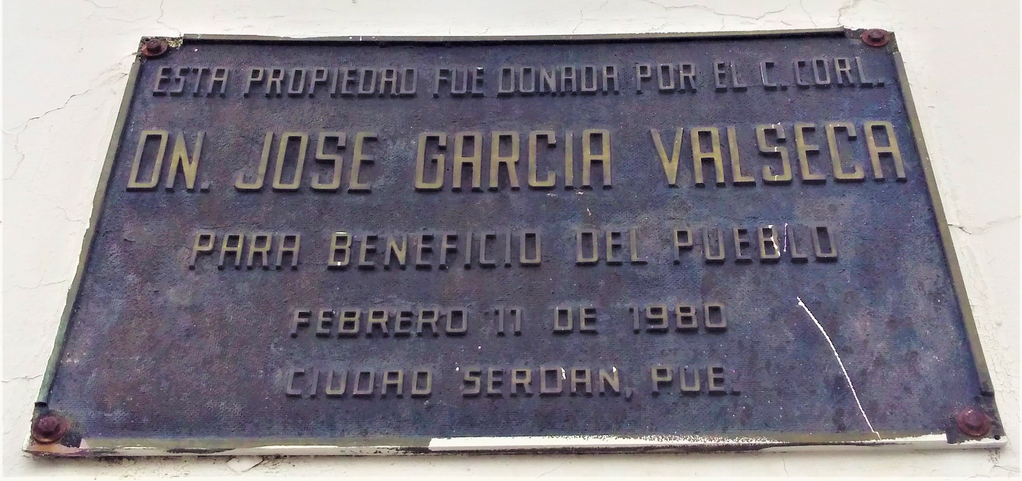 ESTA PROPIEDAD FUE DONADA POR EL C. CORL.
DN. JOSE GARCIA VALSECA
PARA BENEFICIO DEL PUEBLO
FEBRERO 11 DE 1980
CIUDAD SERDAN, PUE.